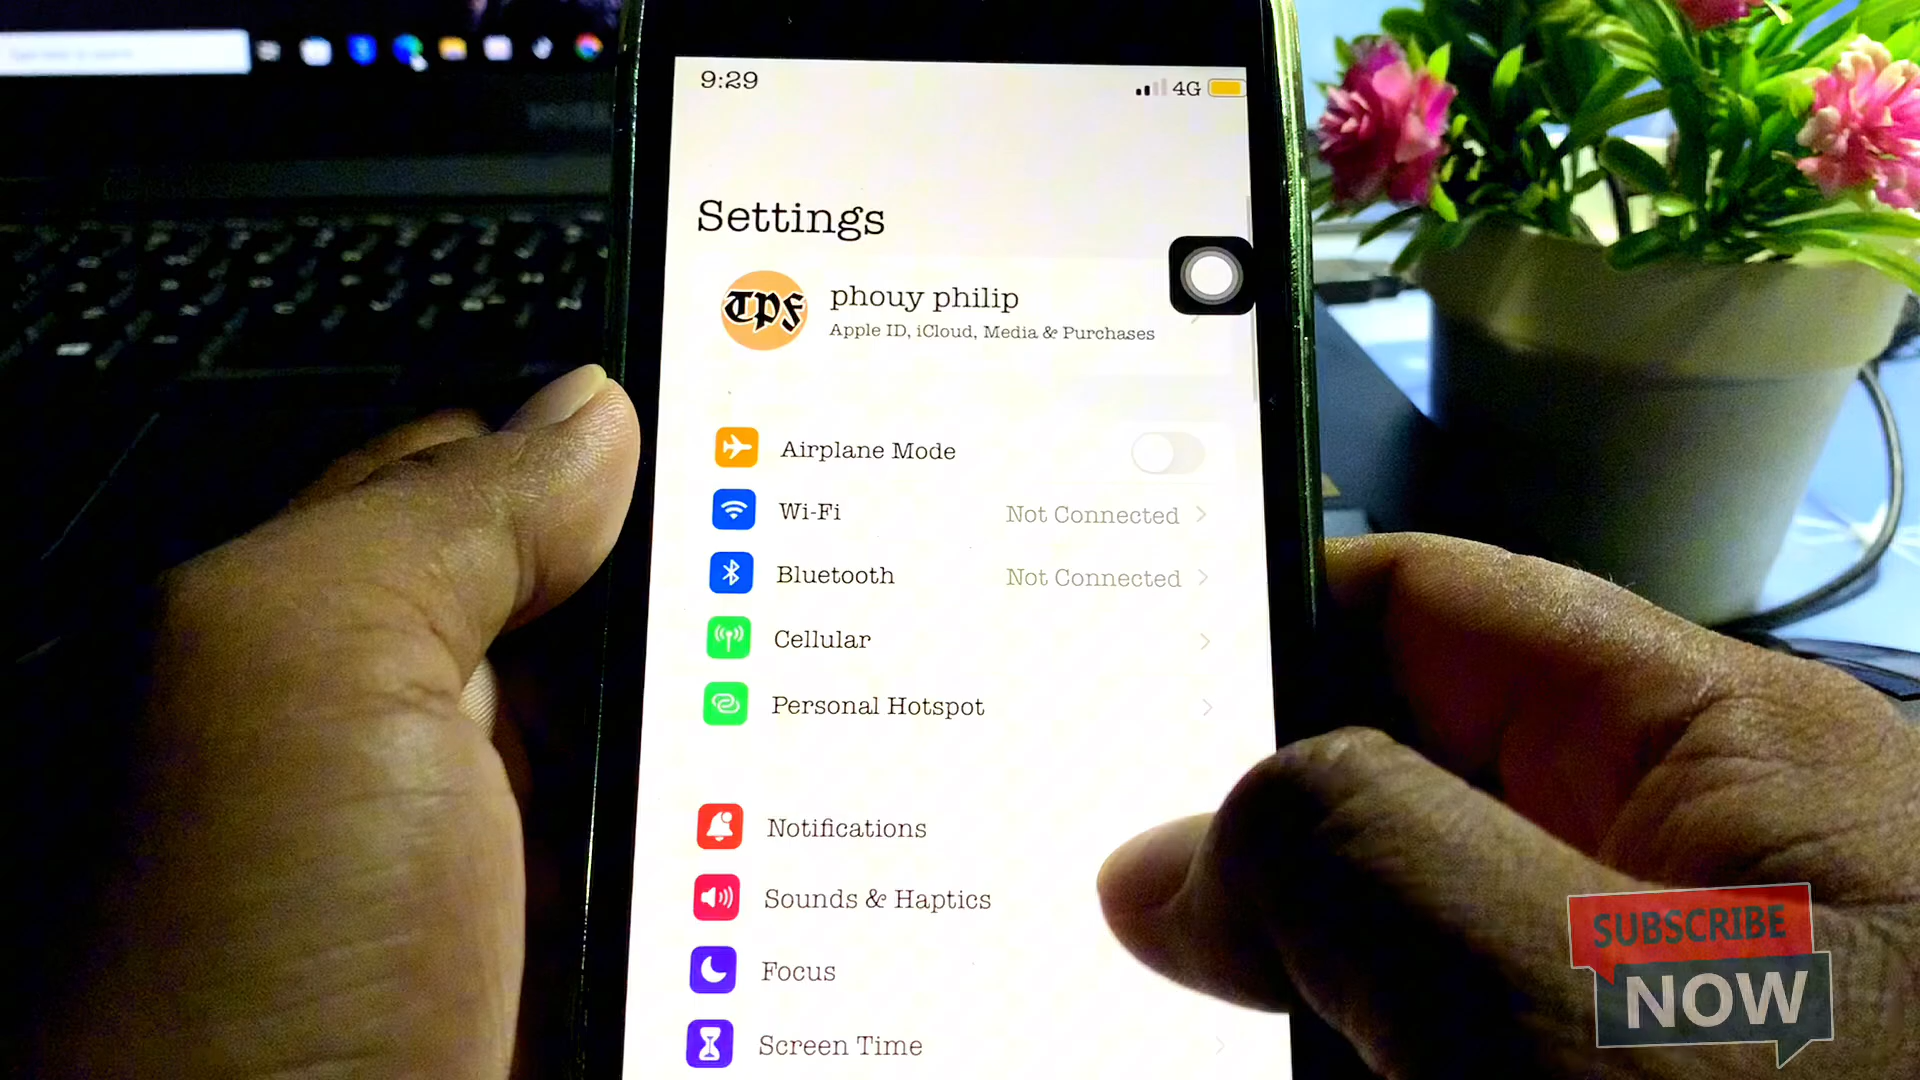 9:29
4G
Settings
TPF
phouy philip
Apple ID, iCloud, Media & Purchases
Airplane Mode
Wi-Fi
Not Connected
Bluetooth
Not Connected
Cellular
Personal Hotspot
Notifications
Sounds & Haptics
Focus
Screen Time
SUBSCRIBE
NOW